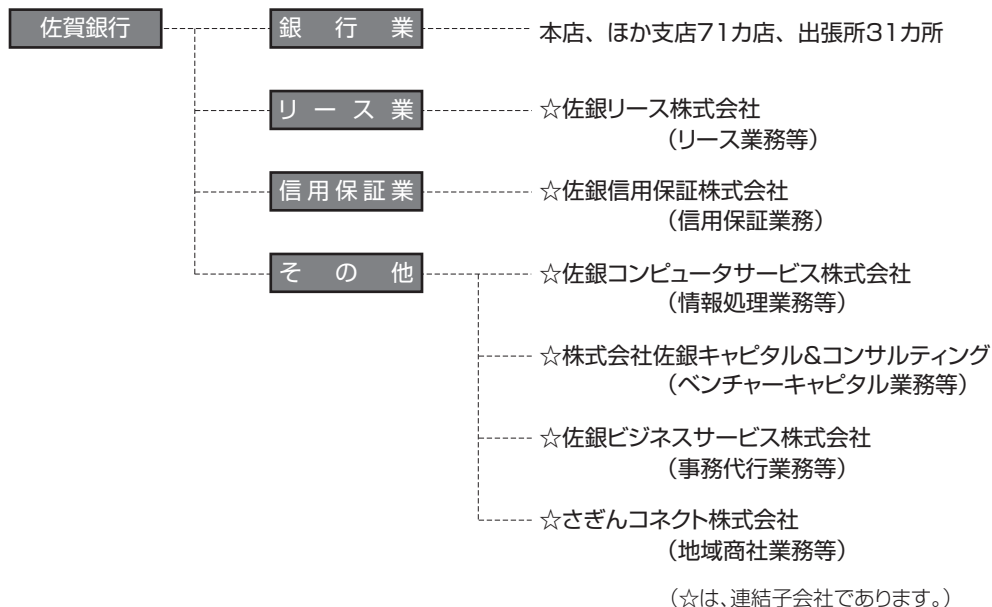 佐賀銀行
銀行業
本店、ほか支店71カ店、出張所31カ所
リース業
☆佐銀リース株式会社
(リース業務等)
信用保証業
☆佐銀信用保証株式会社
(信用保証業務)
その他
☆佐銀コンピュータサービス株式会社
(情報処理業務等)
☆株式会社佐銀キャピタル&コンサルティング
(ベンチャーキャピタル業務等)
☆佐銀ビジネスサービス株式会社
(事務代行業務等)
☆さぎんコネクト株式会社
(地域商社業務等)
(☆は、連結子会社であります。)